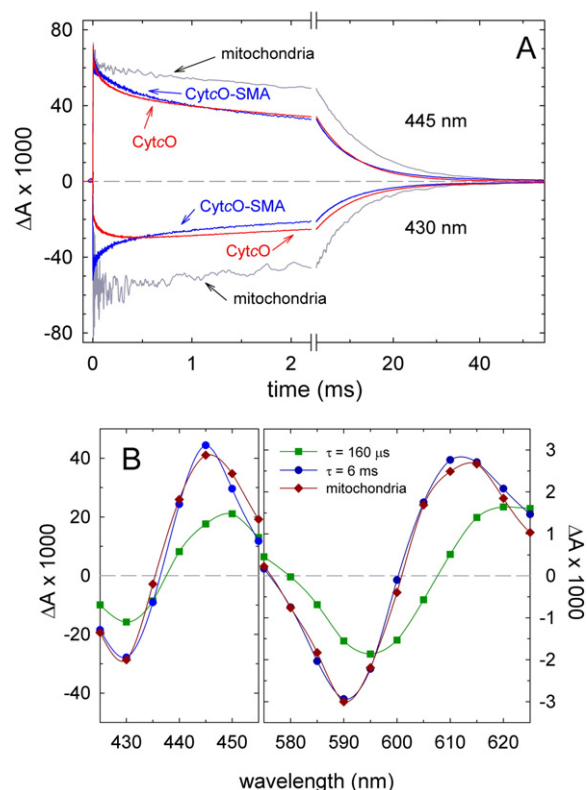 A
mitochondria
CytcO-SMA
CytcO
445 nm
CytcO-SMA
430 nm
CytcO
mitochondria
ΔA x 1000
80
40
0
-40
-80
0 1 2 20 40
time (ms)
B
τ = 160 μs
τ = 6 ms
mitochondria
ΔA x 1000
40
20
0
-20
-40
ΔA x 1000
3
2
1
0
-1
-2
-3
430 440 450 580 590 600 610 620
wavelength (nm)